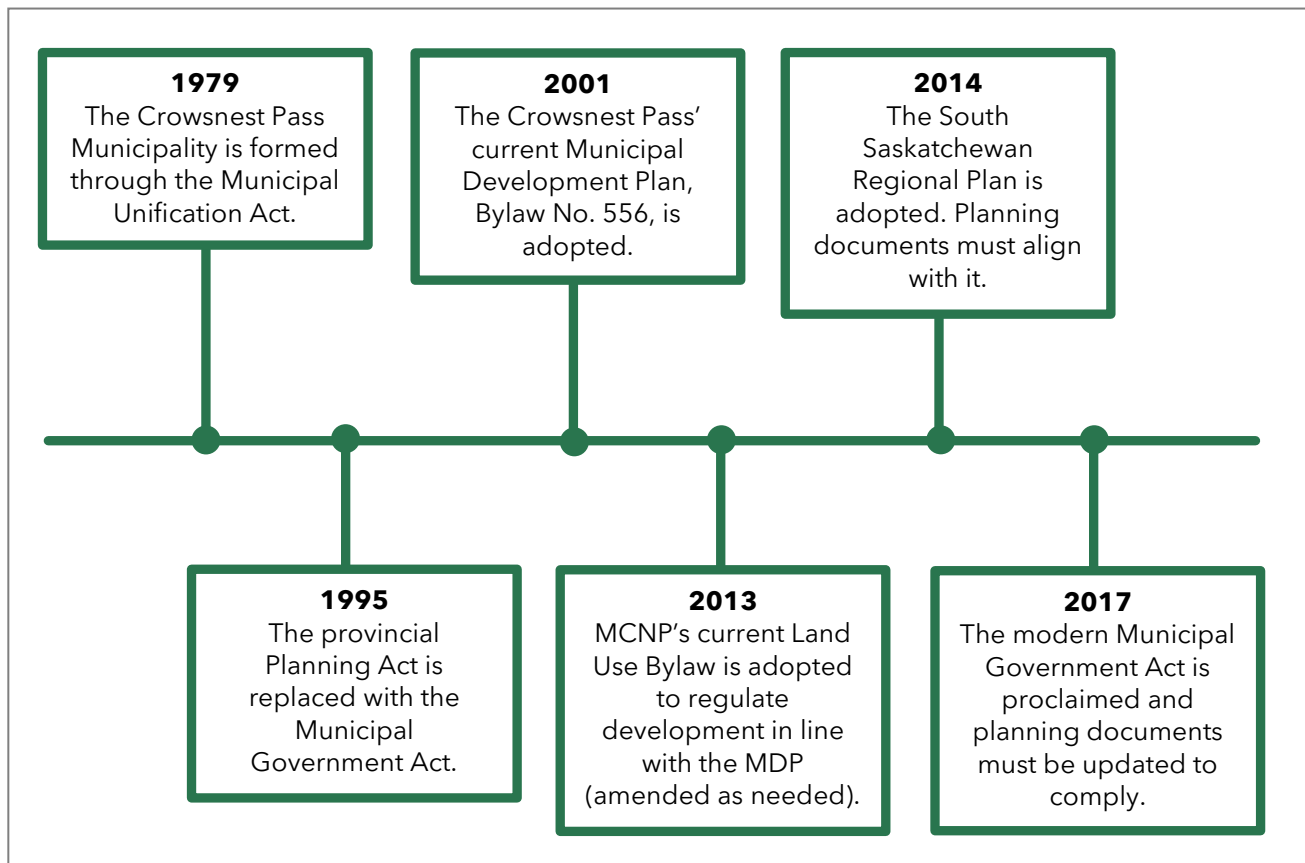 1979
The Crowsnest Pass
Municipality is formed
through the Municipal
Unification Act.
2001
The Crowsnest Pass’
current Municipal
Development Plan,
Bylaw No. 556, is
adopted.
2014
The South
Saskatchewan
Regional Plan is
adopted. Planning
documents must align
with it.
1995
The provincial
Planning Act is
replaced with the
Municipal
Government Act.
2013
MCNP’s current Land
Use Bylaw is adopted
to regulate
development in line
with the MDP
(amended as needed).
2017
The modern Municipal
Government Act is
proclaimed and
planning documents
must be updated to
comply.